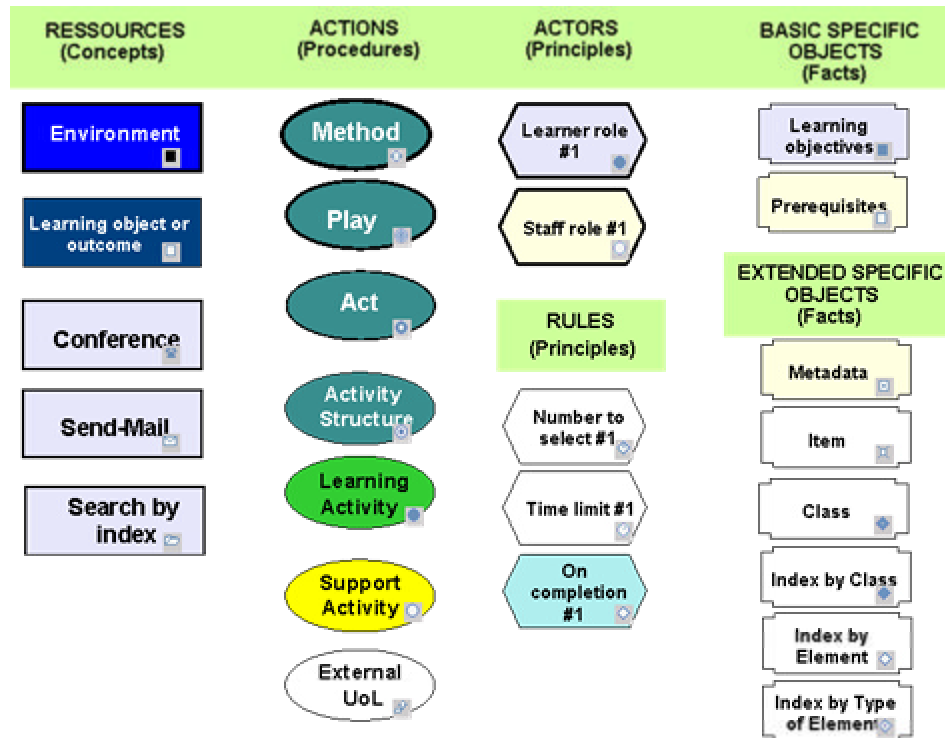 RESSOURCES
(Concepts)
Environment
Learning object or
outcome
Conference
Send-Mail
Search by
index
ACTIONS
(Procedures)
Method
Play
Act
Activity
Structure
Learning
Activity
Support
Activity
External
UoL
ACTORS
(Principles)
Learner role
#1
Staff role #1
RULES
(Principles)
Number to
select #1
Time limit #1
On
completion
#1
BASIC SPECIFIC
OBJECTS
(Facts)
Learning
objectives
Prerequisites
EXTENDED SPECIFIC
OBJECTS
(Facts)
Metadata
Item
Class
Index by Class
Index by
Element
Index by Type
of Element